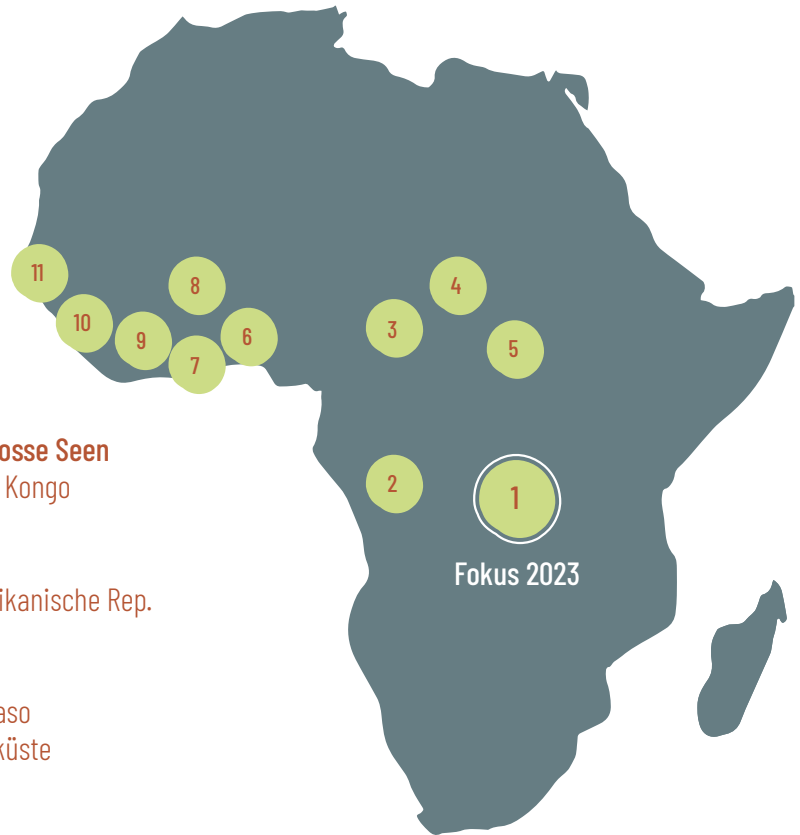 11
8
4
10
3
6
9
5
7
osse Seen
Kongo
2
1
Fokus 2023
ikanische Rep.
aso
küste